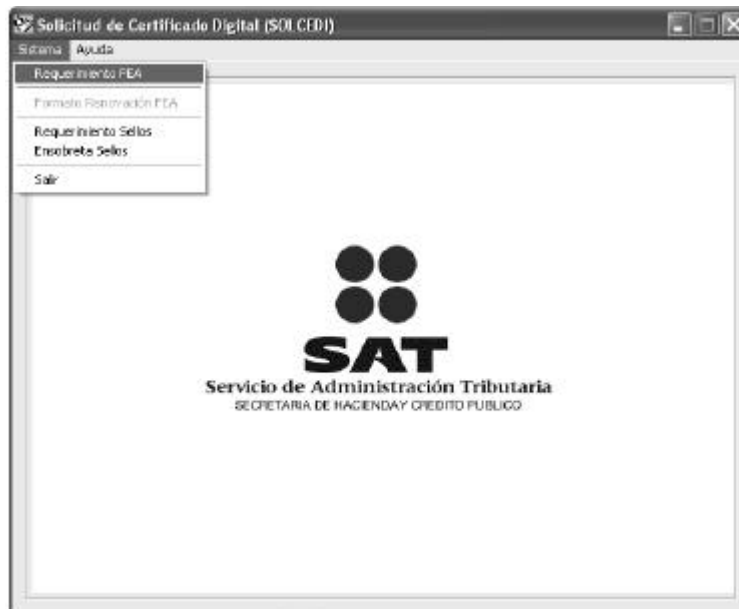 Solicitud de Certificado Digital (SOLCEDI)
Sistema Ayuda
Requerimiento FEA
Formato Renovación FEA
Requerimiento Sellos
Ensobreta Sellos
Salir
SAT
Servicio de Administración Tributaria
SECRETARIA DE HACIENDA Y CREDITO PUBLICO